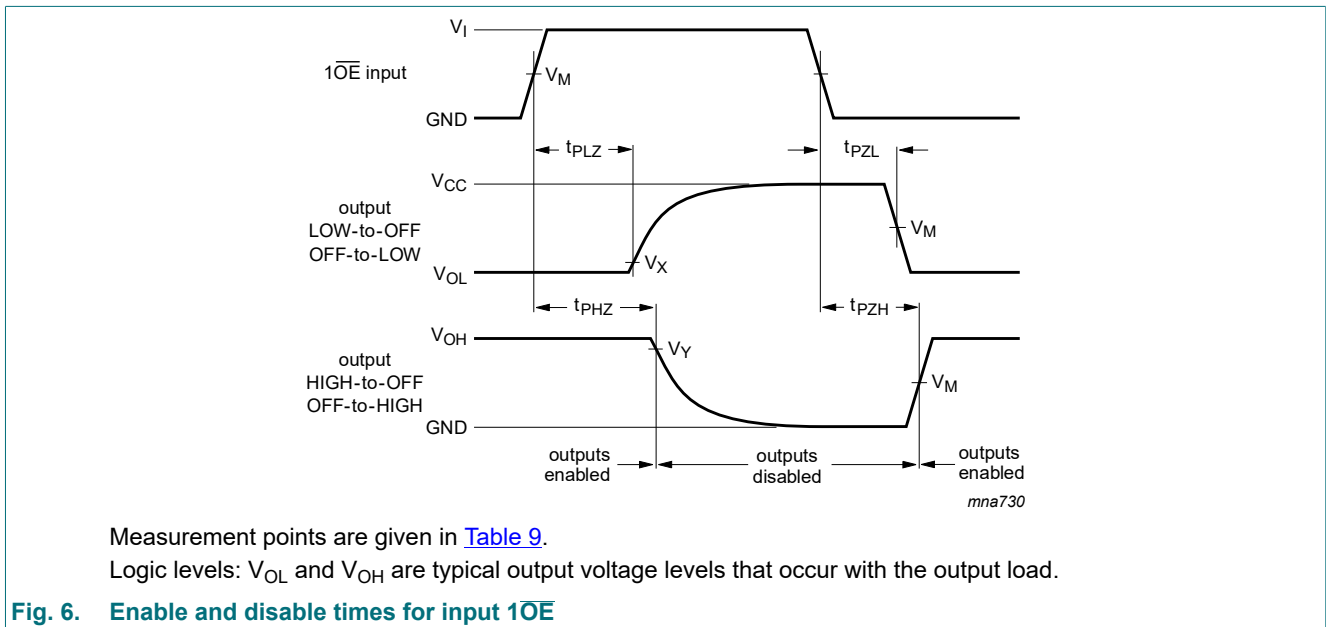 V_I
1O̅E̅ input
V_M
GND
t_PLZ
t_PZL
V_CC
output
LOW-to-OFF
OFF-to-LOW
V_M
V_X
V_OL
t_PHZ
t_PZH
V_OH
output
HIGH-to-OFF
OFF-to-HIGH
V_Y
V_M
GND
outputs
enabled
outputs
disabled
outputs
enabled
mna730
Measurement points are given in Table 9.
Logic levels: V_OL and V_OH are typical output voltage levels that occur with the output load.
Fig. 6. Enable and disable times for input 1O̅E̅